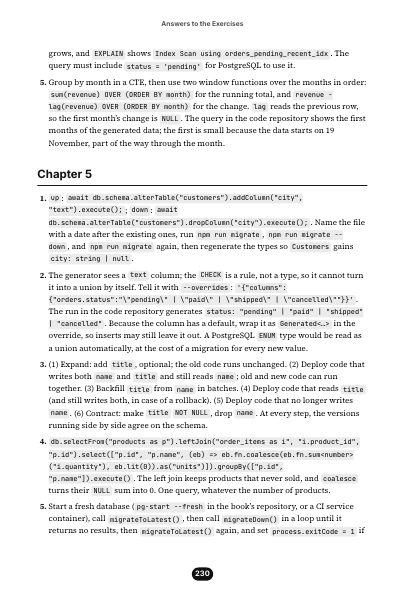 Answers to the Exercises
grows, and EXPLAIN shows Index Scan using orders_pending_recent_idx. The
query must include status = 'pending' for PostgreSQL to use it.
5. Group by month in a CTE, then use two window functions over the months in order:
sum(revenue) OVER (ORDER BY month) for the running total, and revenue -
lag(revenue) OVER (ORDER BY month) for the change. lag reads the previous row,
so the first month's change is NULL. The query in the code repository shows the first
months of the generated data; the first is small because the data starts on 19
November, part of the way through the month.
Chapter 5
1. up: await db.schema.alterTable("customers").addColumn("city",
"text").execute();; down: await
db.schema.alterTable("customers").dropColumn("city").execute();. Name the file
with a date after the existing ones, run npm run migrate, npm run migrate --
down, and npm run migrate again, then regenerate the types so Customers gains
city: string | null.
2. The generator sees a text column; the CHECK is a rule, not a type, so it cannot turn
it into a union by itself. Tell it with --overrides: '{"columns":
{"orders.status":"\"pending\" | \"paid\" | \"shipped\" | \"cancelled\""}}'.
The run in the code repository generates status: "pending" | "paid" | "shipped"
| "cancelled". Because the column has a default, wrap it as Generated<…> in the
override, so inserts may still leave it out. A PostgreSQL ENUM type would be read as
a union automatically, at the cost of a migration for every new value.
3. (1) Expand: add title, optional; the old code runs unchanged. (2) Deploy code that
writes both name and title and still reads name; old and new code can run
together. (3) Backfill title from name in batches. (4) Deploy code that reads title
(and still writes both, in case of a rollback). (5) Deploy code that no longer writes
name. (6) Contract: make title NOT NULL, drop name. At every step, the versions
running side by side agree on the schema.
4. db.selectFrom("products as p").leftJoin("order_items as i", "i.product_id",
"p.id").select(["p.id", "p.name", (eb) => eb.fn.coalesce(eb.fn.sum<number>
("i.quantity"), eb.lit(0)).as("units")]).groupBy(["p.id",
"p.name"]).execute(). The left join keeps products that never sold, and coalesce
turns their NULL sum into 0. One query, whatever the number of products.
5. Start a fresh database (pg-start --fresh in the book's repository, or a CI service
container), call migrateToLatest(), then call migrateDown() in a loop until it
returns no results, then migrateToLatest() again, and set process.exitCode = 1 if
230